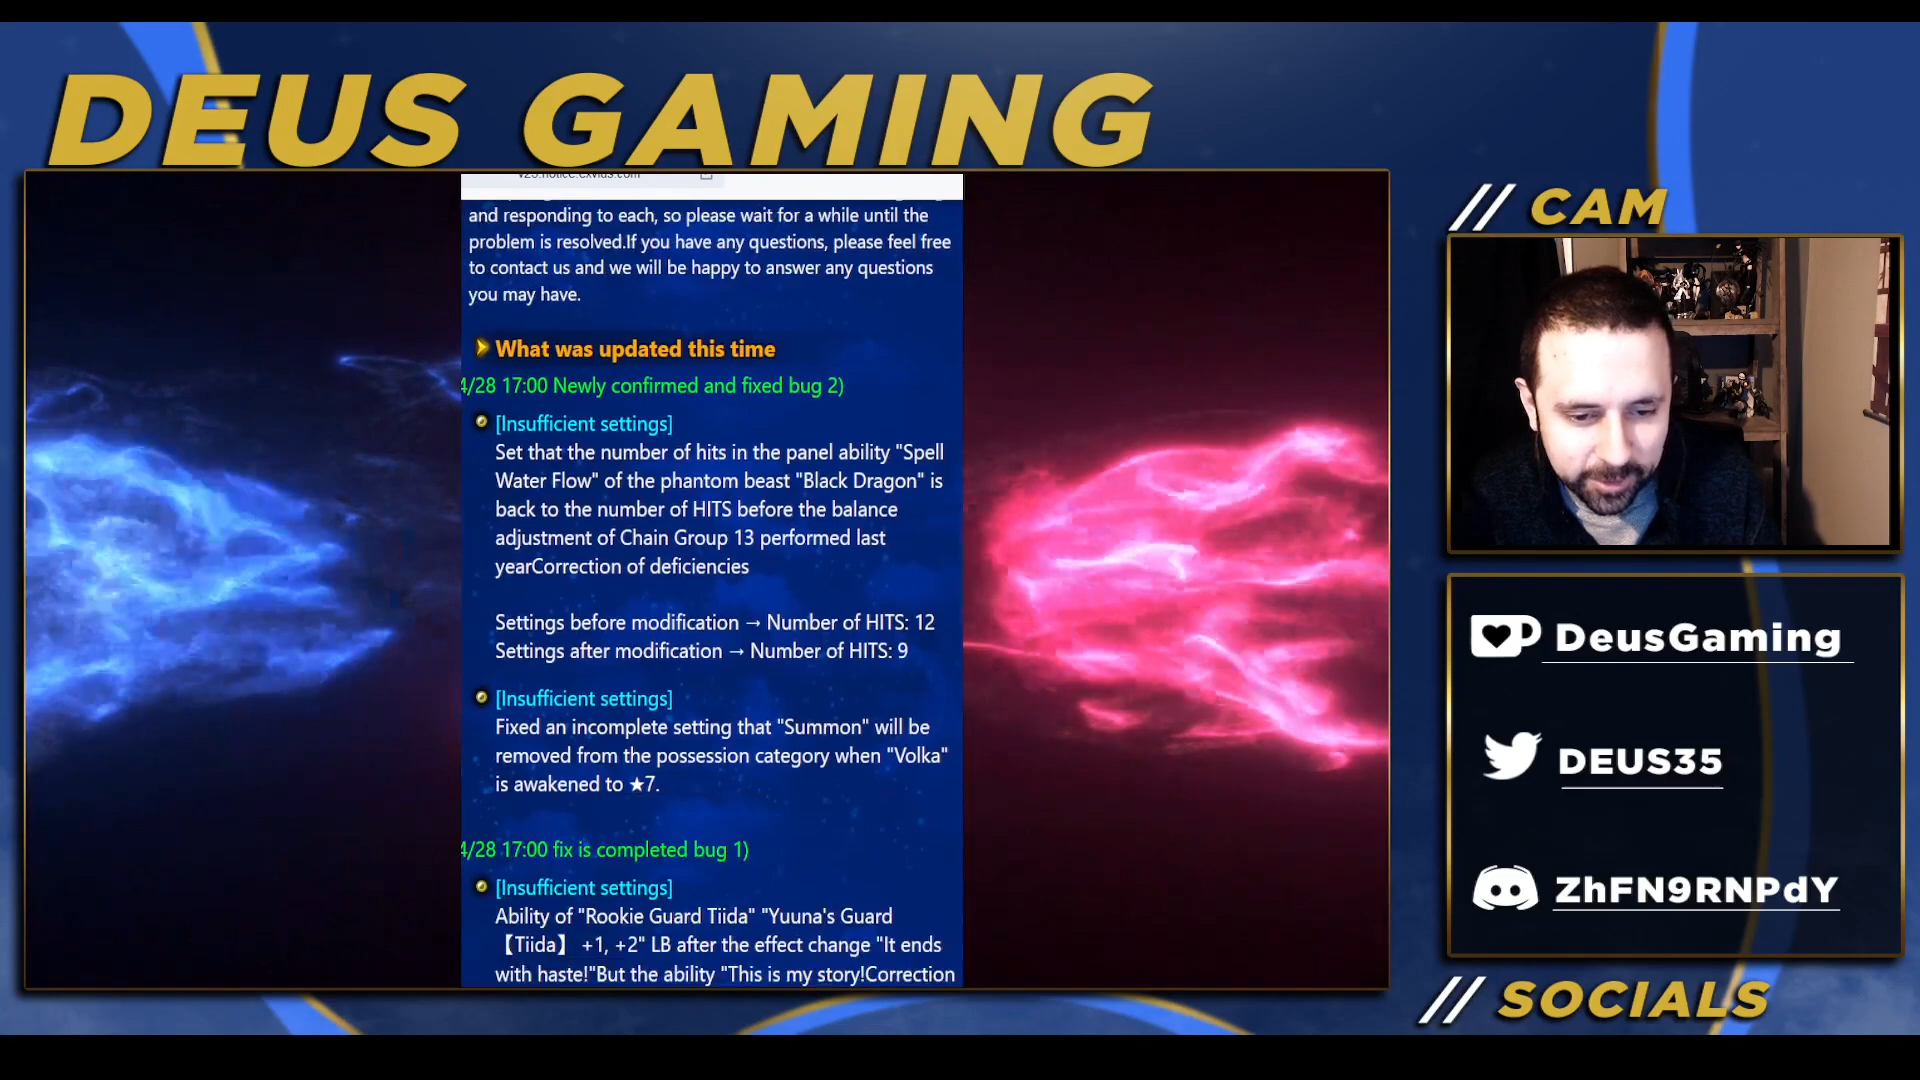 DEUS GAMING
and responding to each, so please wait for a while until the
problem is resolved.If you have any questions, please feel free
to contact us and we will be happy to answer any questions
you may have.
What was updated this time
4/28 17:00 Newly confirmed and fixed bug 2)
[Insufficient settings]
Set that the number of hits in the panel ability "Spell
Water Flow" of the phantom beast "Black Dragon" is
back to the number of HITS before the balance
adjustment of Chain Group 13 performed last
yearCorrection of deficiencies
Settings before modification → Number of HITS: 12
Settings after modification → Number of HITS: 9
[Insufficient settings]
Fixed an incomplete setting that "Summon" will be
removed from the possession category when "Volka"
is awakened to ★7.
4/28 17:00 fix is completed bug 1)
[Insufficient settings]
Ability of "Rookie Guard Tiida" "Yuuna's Guard
【Tiida】 +1, +2" LB after the effect change "It ends
with haste!"But the ability "This is my story!Correction
// CAM
DeusGaming
DEUS35
ZhFN9RNPdY
// SOCIALS